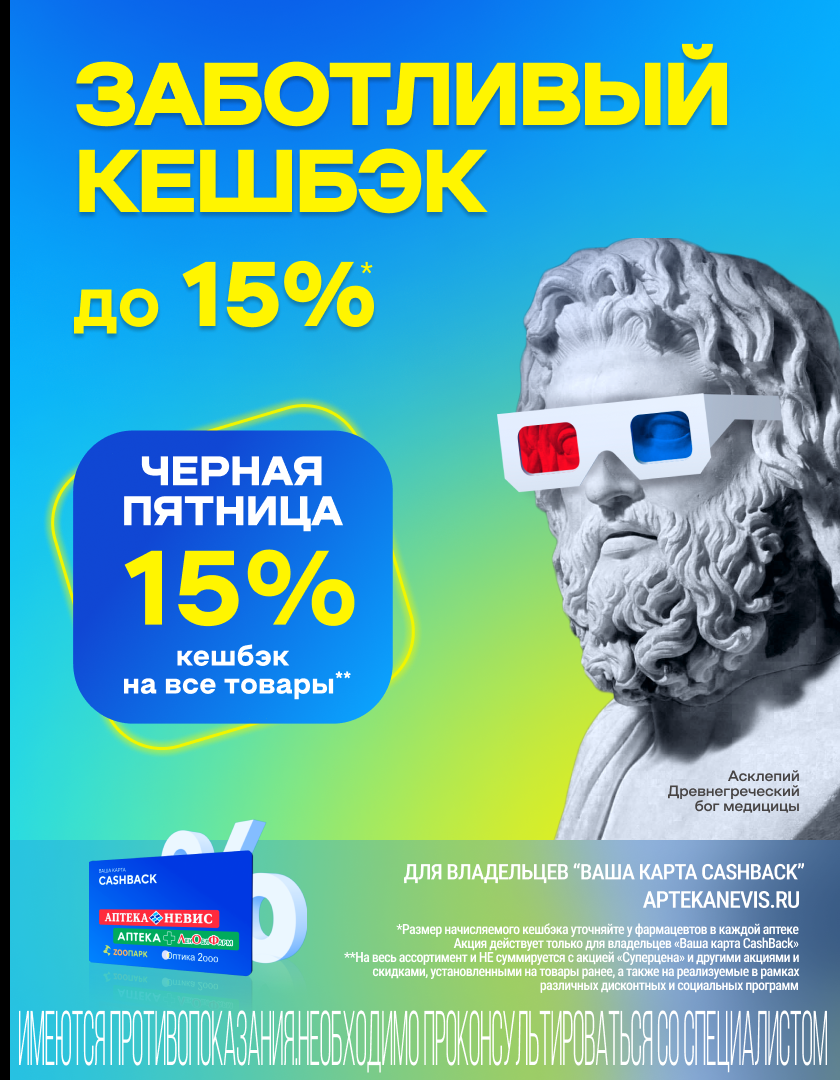 ЗАБОТЛИВЫЙ
КЕШБЭК
до 15%*
ЧЕРНАЯ
ПЯТНИЦА
15%
кешбэк
на все товары**
Асклепий
Древнегреческий
бог медицицы
%
ВАША КАРТА
CASHBACK
АПТЕКА НЕВИС
АПТЕКА ЛенОблФарм
ZООПАРК Оптика 2000
ДЛЯ ВЛАДЕЛЬЦЕВ “ВАША КАРТА CASHBACK”
APTEKANEVIS.RU
*Размер начисляемого кешбэка уточняйте у фармацевтов в каждой аптеке
Акция действует только для владельцев «Ваша карта CashBack»
**На весь ассортимент и НЕ суммируется с акцией «Суперцена» и другими акциями и
скидками, установленными на товары ранее, а также на реализуемые в рамках
различных дисконтных и социальных программ
ИМЕЮТСЯ ПРОТИВОПОКАЗАНИЯ.НЕОБХОДИМО ПРОКОНСУЛЬТИРОВАТЬСЯ СО СПЕЦИАЛИСТОМ